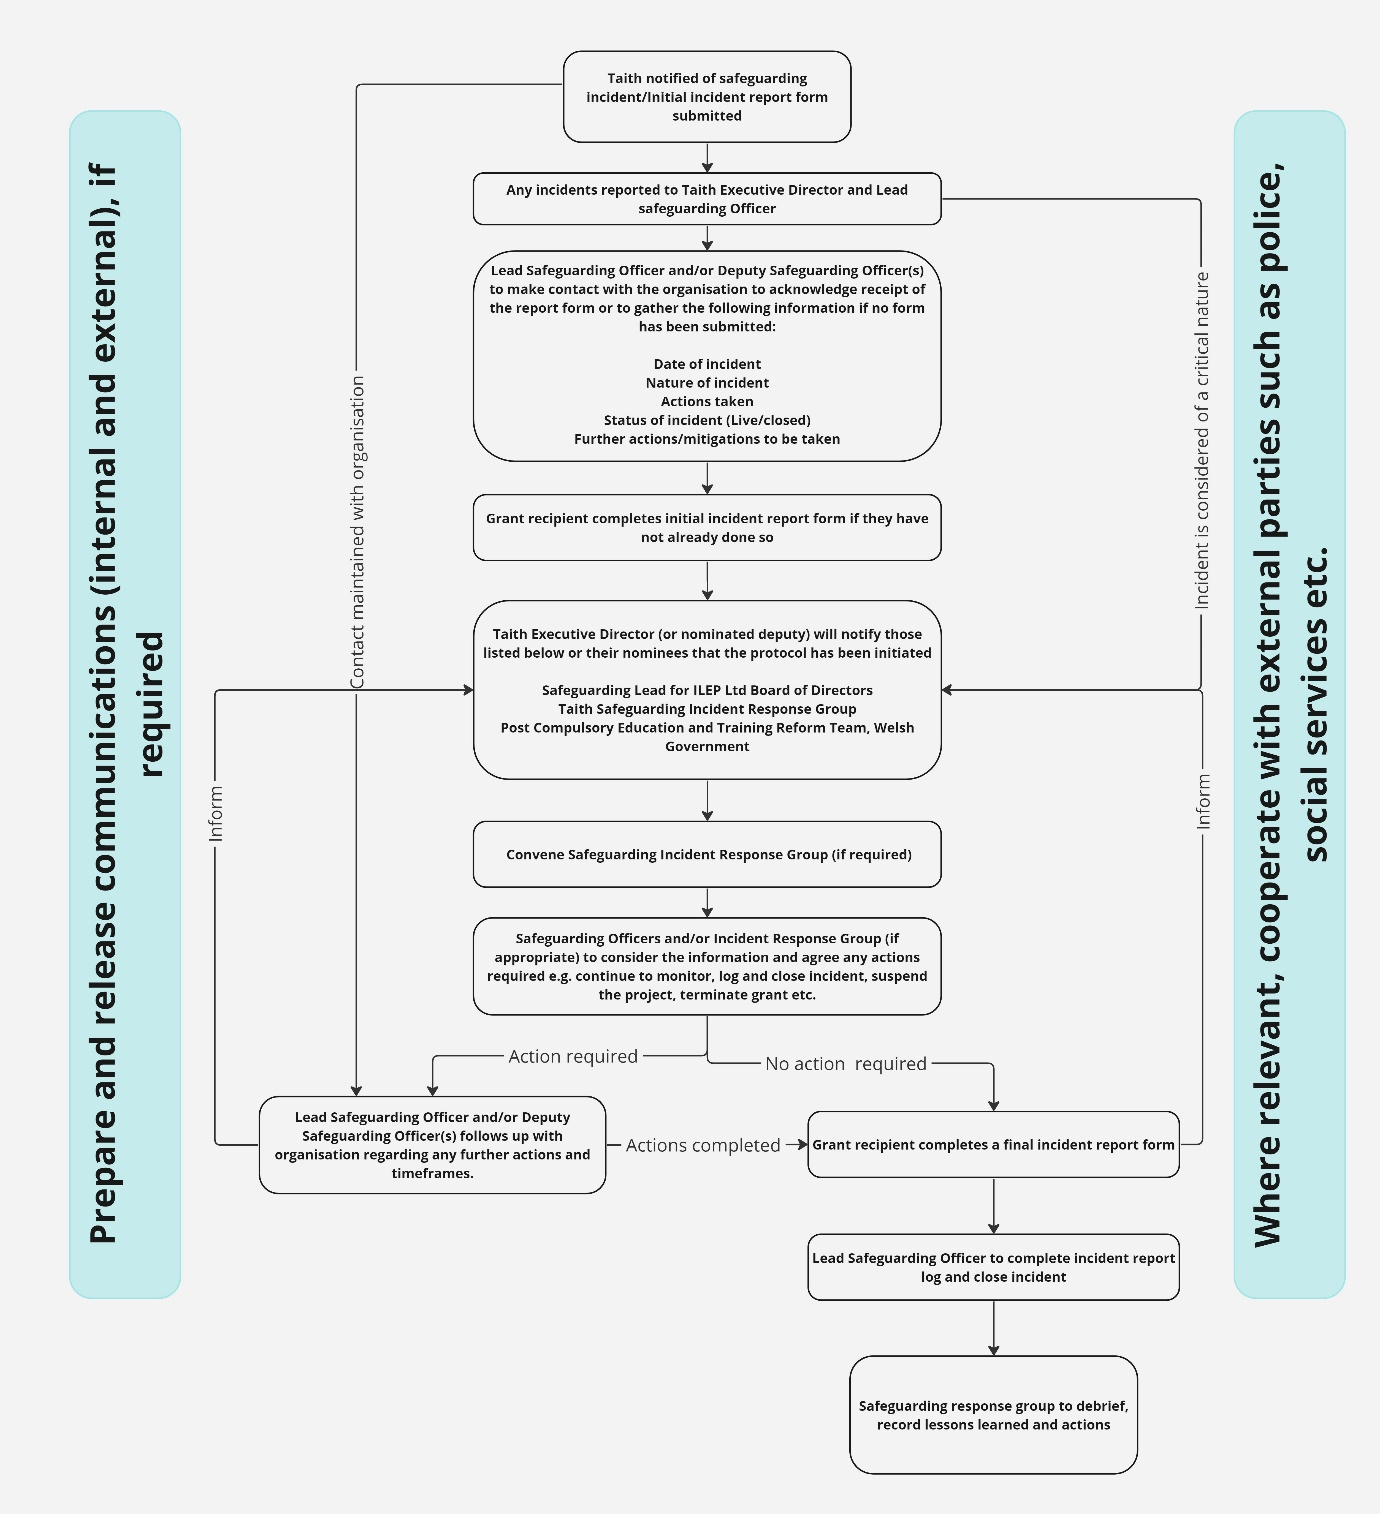 Taith notified of safeguarding
incident/Initial incident report form
submitted
Any incidents reported to Taith Executive Director and Lead
safeguarding Officer
Lead Safeguarding Officer and/or Deputy Safeguarding Officer(s)
to make contact with the organisation to acknowledge receipt of
the report form or to gather the following information if no form
has been submitted:
Date of incident
Nature of incident
Actions taken
Status of incident (Live/closed)
Further actions/mitigations to be taken
Grant recipient completes initial incident report form if they have
not already done so
Taith Executive Director (or nominated deputy) will notify those
listed below or their nominees that the protocol has been initiated
Safeguarding Lead for ILEP Ltd Board of Directors
Taith Safeguarding Incident Response Group
Post Compulsory Education and Training Reform Team, Welsh
Government
Convene Safeguarding Incident Response Group (if required)
Safeguarding Officers and/or Incident Response Group (if
appropriate) to consider the information and agree any actions
required e.g. continue to monitor, log and close incident, suspend
the project, terminate grant etc.
Action required
No action  required
Lead Safeguarding Officer and/or Deputy
Safeguarding Officer(s) follows up with
organisation regarding any further actions and
timeframes.
Actions completed
Grant recipient completes a final incident report form
Lead Safeguarding Officer to complete incident report
log and close incident
Safeguarding response group to debrief,
record lessons learned and actions
Prepare and release communications (internal and external), if
required
Inform
Contact maintained with organisation
Incident is considered of a critical nature
Inform
Where relevant, cooperate with external parties such as police,
social services etc.